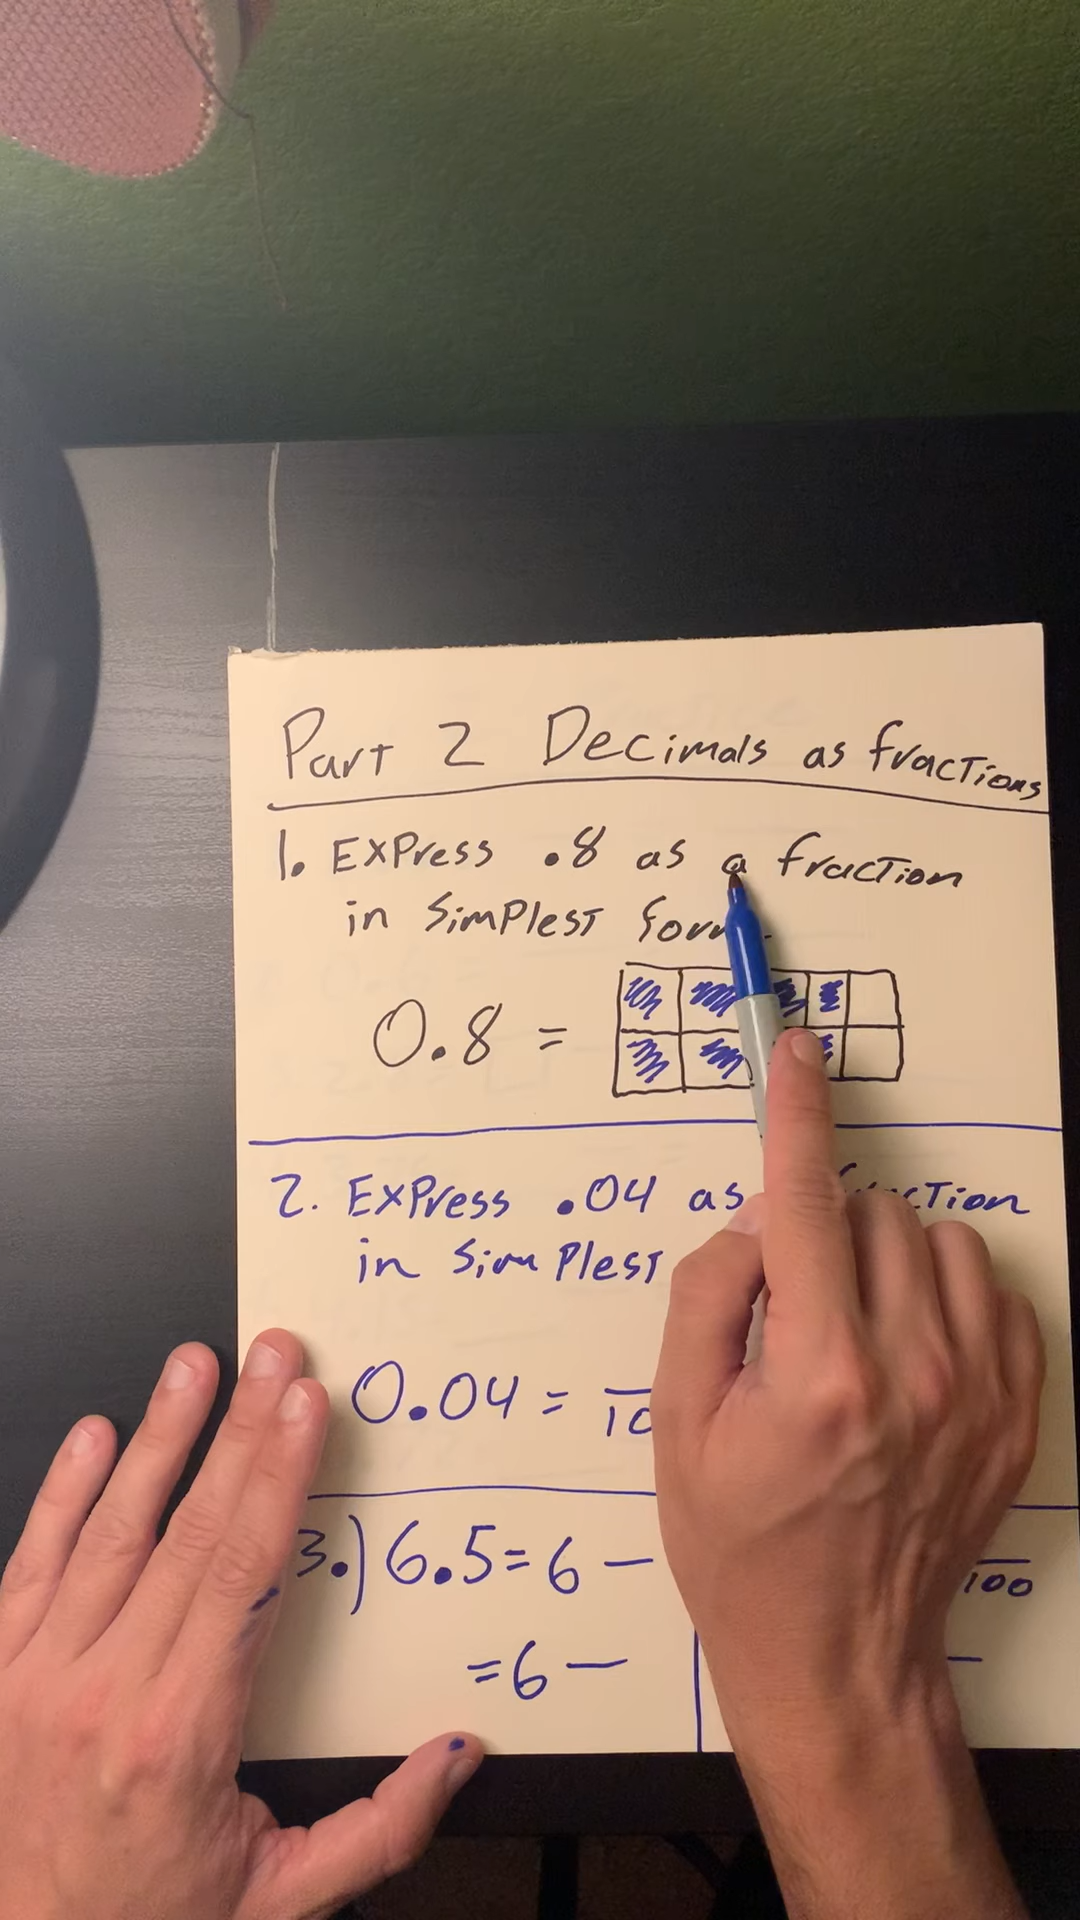 Part 2 Decimals as fractions
1. Express .8 as a fraction
in simplest form.
0.8 =
2. Express .04 as
in simplest
0.04 =
3.) 6.5 = 6 —
100
= 6 —